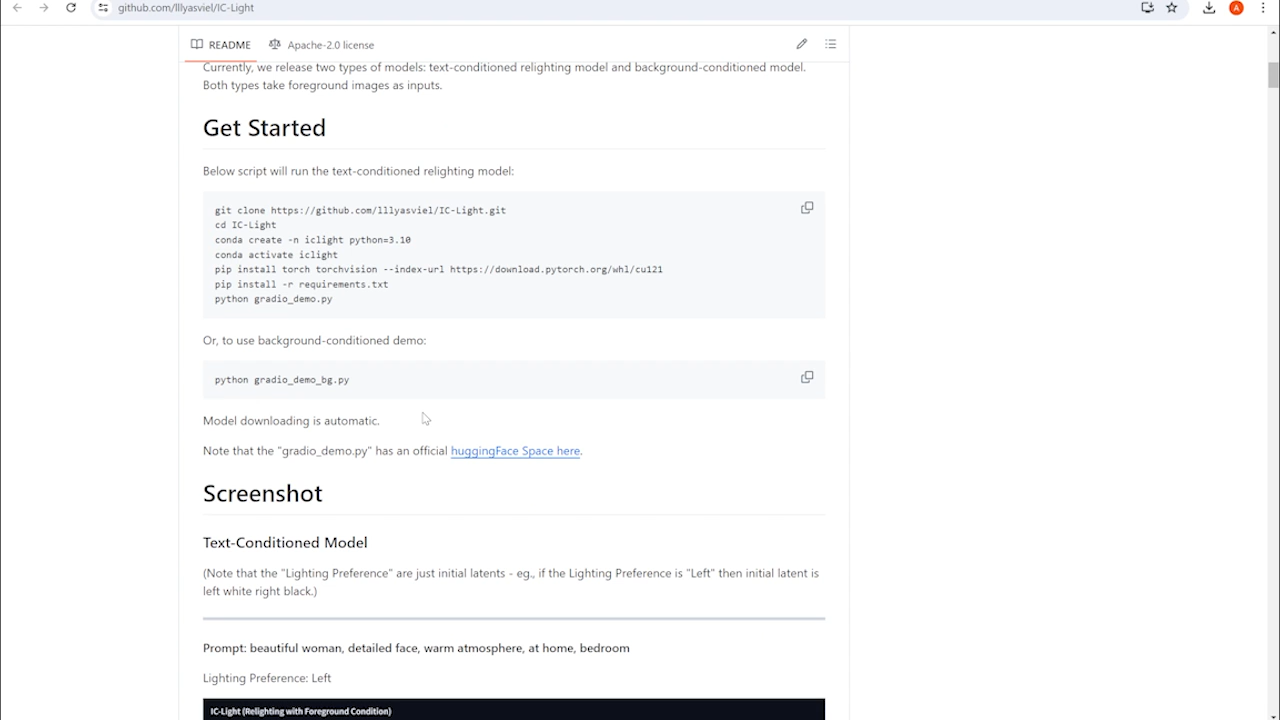 github.com/lllyasviel/IC-Light
A
README
Apache-2.0 license
Currently, we release two types of models: text-conditioned relighting model and background-conditioned model.
Both types take foreground images as inputs.
Get Started
Below script will run the text-conditioned relighting model:
git clone https://github.com/lllyasviel/IC-Light.git
cd IC-Light
conda create -n iclight python=3.10
conda activate iclight
pip install torch torchvision --index-url https://download.pytorch.org/whl/cu121
pip install -r requirements.txt
python gradio_demo.py
Or, to use background-conditioned demo:
python gradio_demo_bg.py
Model downloading is automatic.
Note that the "gradio_demo.py" has an official huggingFace Space here.
Screenshot
Text-Conditioned Model
(Note that the "Lighting Preference" are just initial latents - eg., if the Lighting Preference is "Left" then initial latent is
left white right black.)
Prompt: beautiful woman, detailed face, warm atmosphere, at home, bedroom
Lighting Preference: Left
IC-Light (Relighting with Foreground Condition)